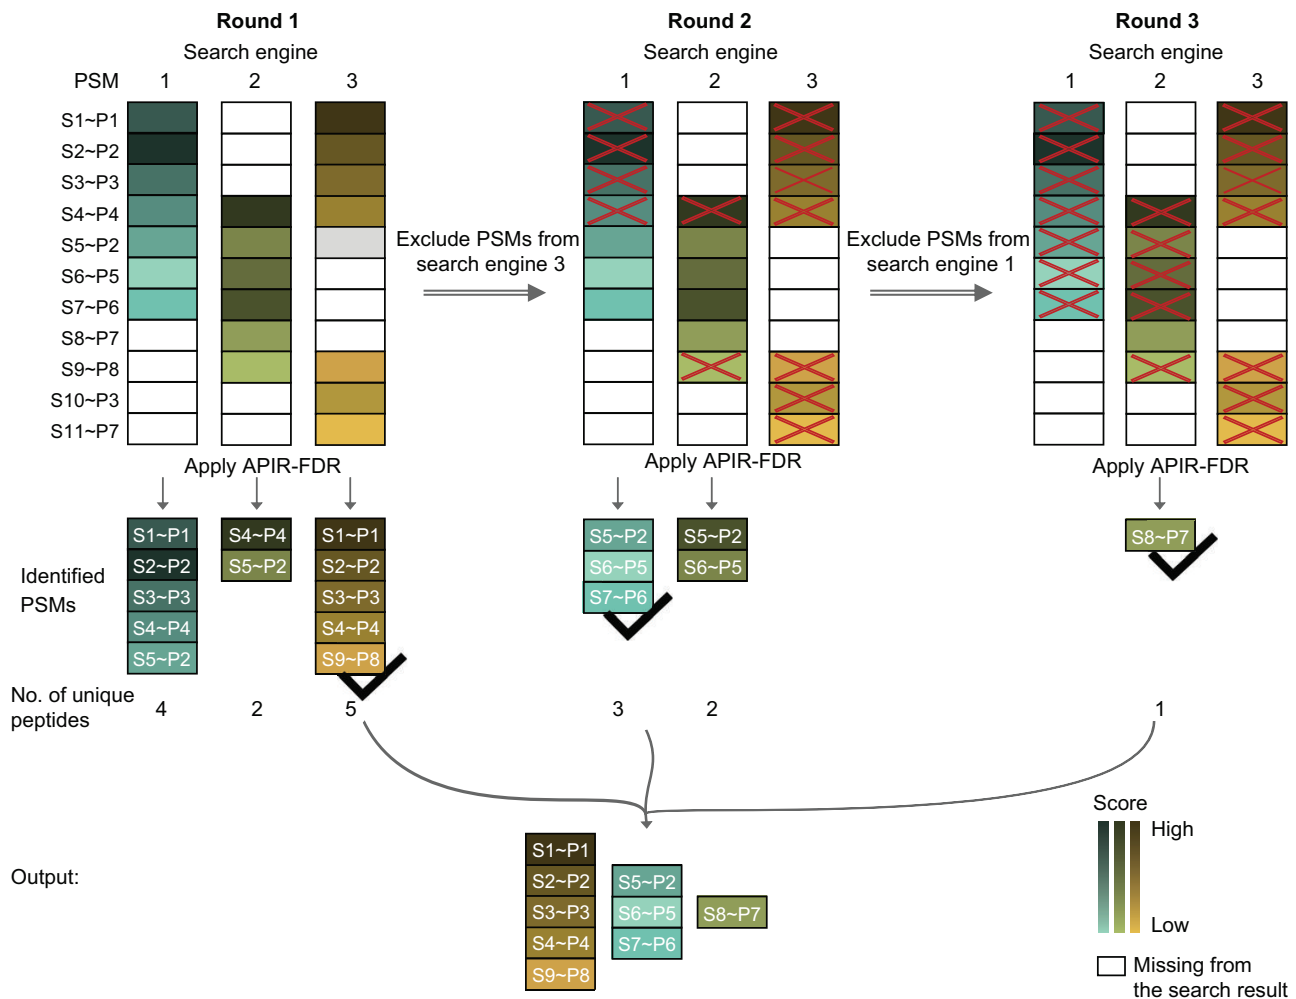 Round 1
Round 2
Round 3
Search engine
Search engine
Search engine
PSM 1 2 3
1 2 3
1 2 3
S1~P1
S2~P2
S3~P3
S4~P4
S5~P2
S6~P5
S7~P6
S8~P7
S9~P8
S10~P3
S11~P7
Exclude PSMs from
search engine 3
Exclude PSMs from
search engine 1
Apply APIR-FDR
Apply APIR-FDR
Apply APIR-FDR
Identified
PSMs
S1~P1
S2~P2
S3~P3
S4~P4
S5~P2
S4~P4
S5~P2
S1~P1
S2~P2
S3~P3
S4~P4
S9~P8
S5~P2
S6~P5
S7~P6
S5~P2
S6~P5
S8~P7
No. of unique
peptides
4 2 5 3 2 1
Output:
S1~P1
S2~P2
S3~P3
S4~P4
S9~P8
S5~P2
S6~P5
S7~P6
S8~P7
Score
High
Low
Missing from
the search result